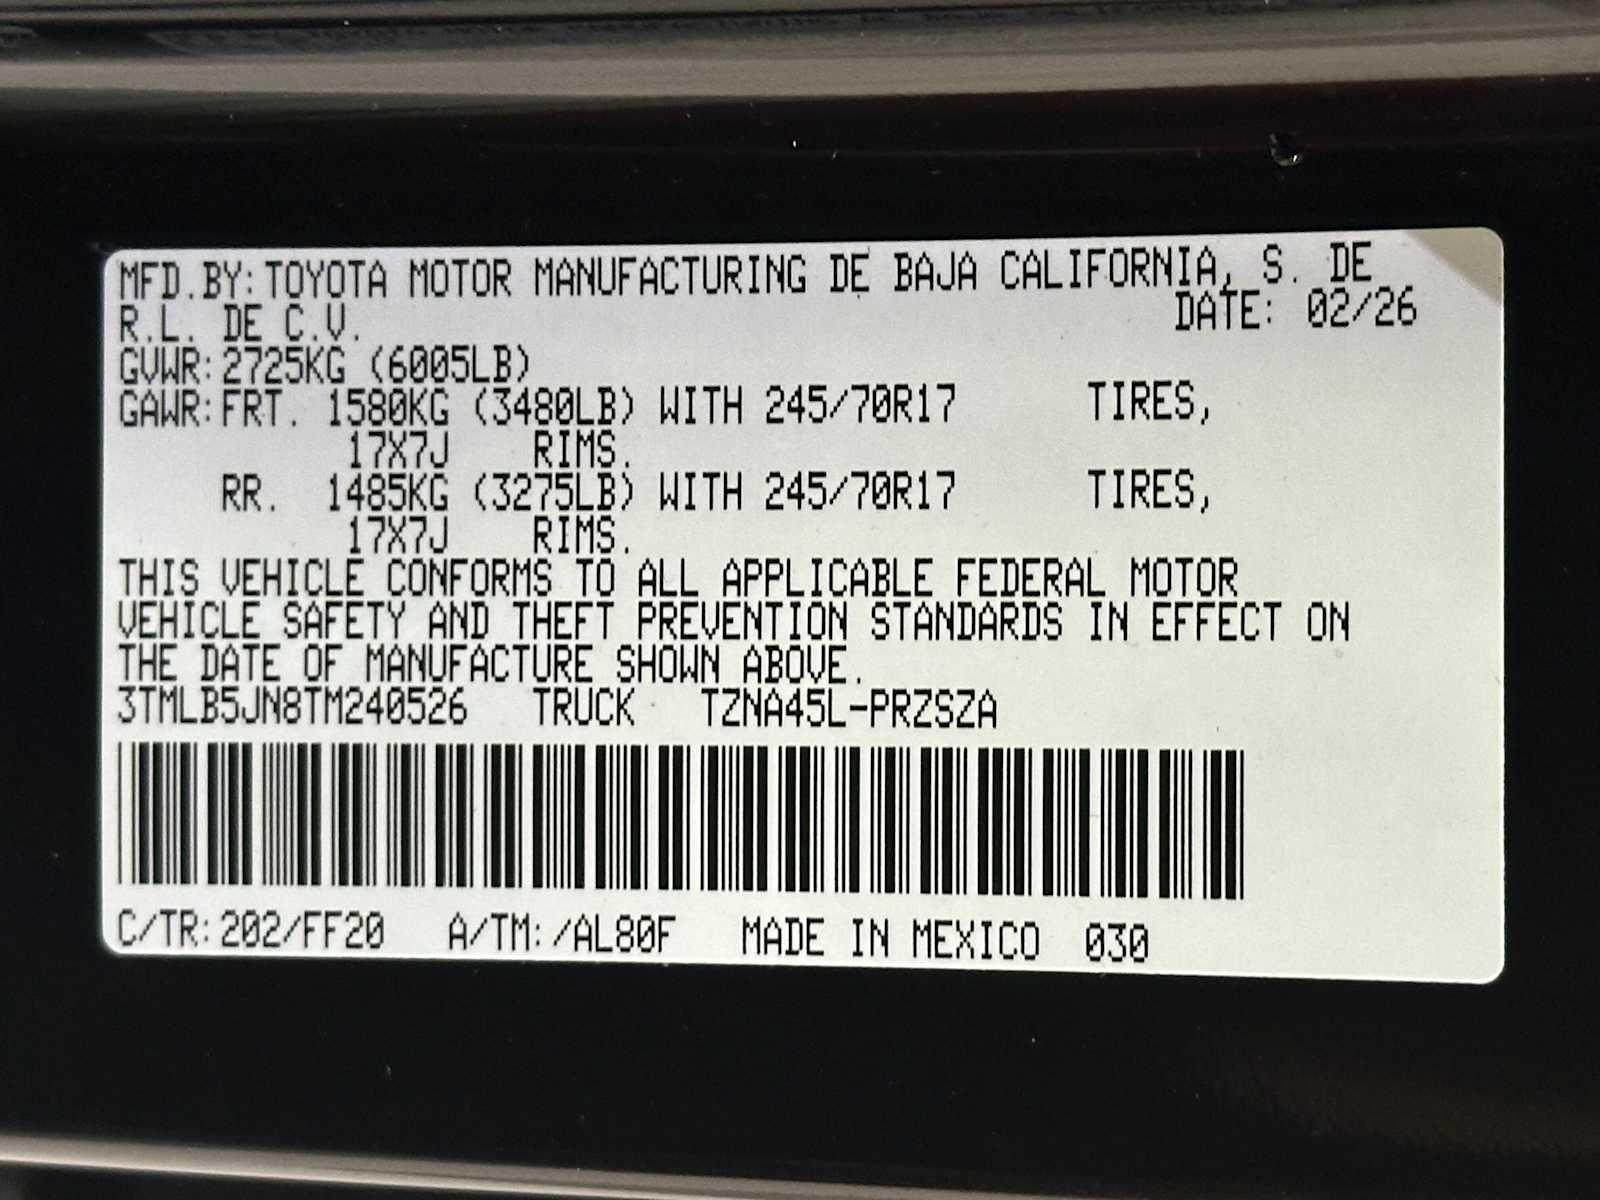 MFD.BY: TOYOTA MOTOR MANUFACTURING DE BAJA CALIFORNIA, S. DE
R.L. DE C.V. DATE: 02/26
GVWR: 2725KG (6005LB)
GAWR: FRT. 1580KG (3480LB) WITH 245/70R17 TIRES,
17X7J RIMS.
RR. 1485KG (3275LB) WITH 245/70R17 TIRES,
17X7J RIMS.
THIS VEHICLE CONFORMS TO ALL APPLICABLE FEDERAL MOTOR
VEHICLE SAFETY AND THEFT PREVENTION STANDARDS IN EFFECT ON
THE DATE OF MANUFACTURE SHOWN ABOVE.
3TMLB5JN8TM240526 TRUCK TZNA45L-PRZSZA
C/TR: 202/FF20 A/TM: /AL80F MADE IN MEXICO 030